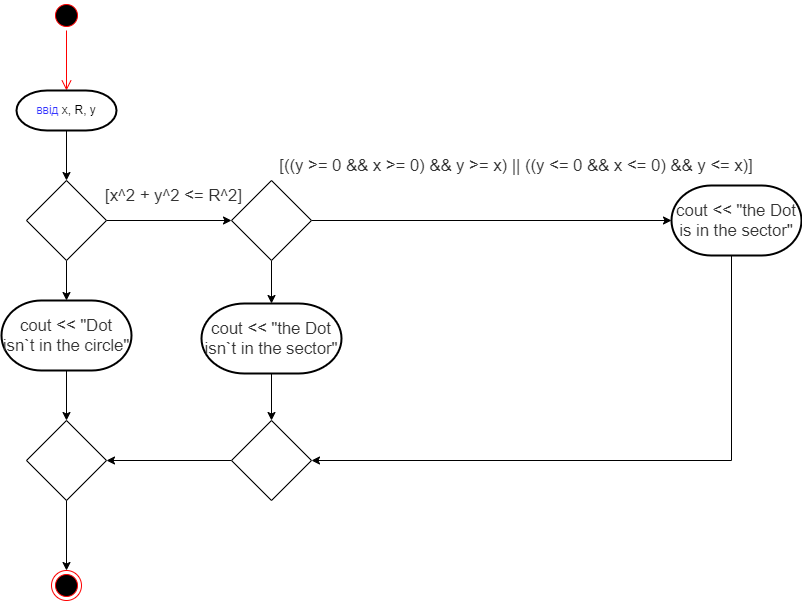 ввід x, R, y
[((y >= 0 && x >= 0) && y >= x) || ((y <= 0 && x <= 0) && y <= x)]
[x^2 + y^2 <= R^2]
cout << "the Dot
is in the sector"
cout << "Dot
isn`t in the circle"
cout << "the Dot
isn`t in the sector"